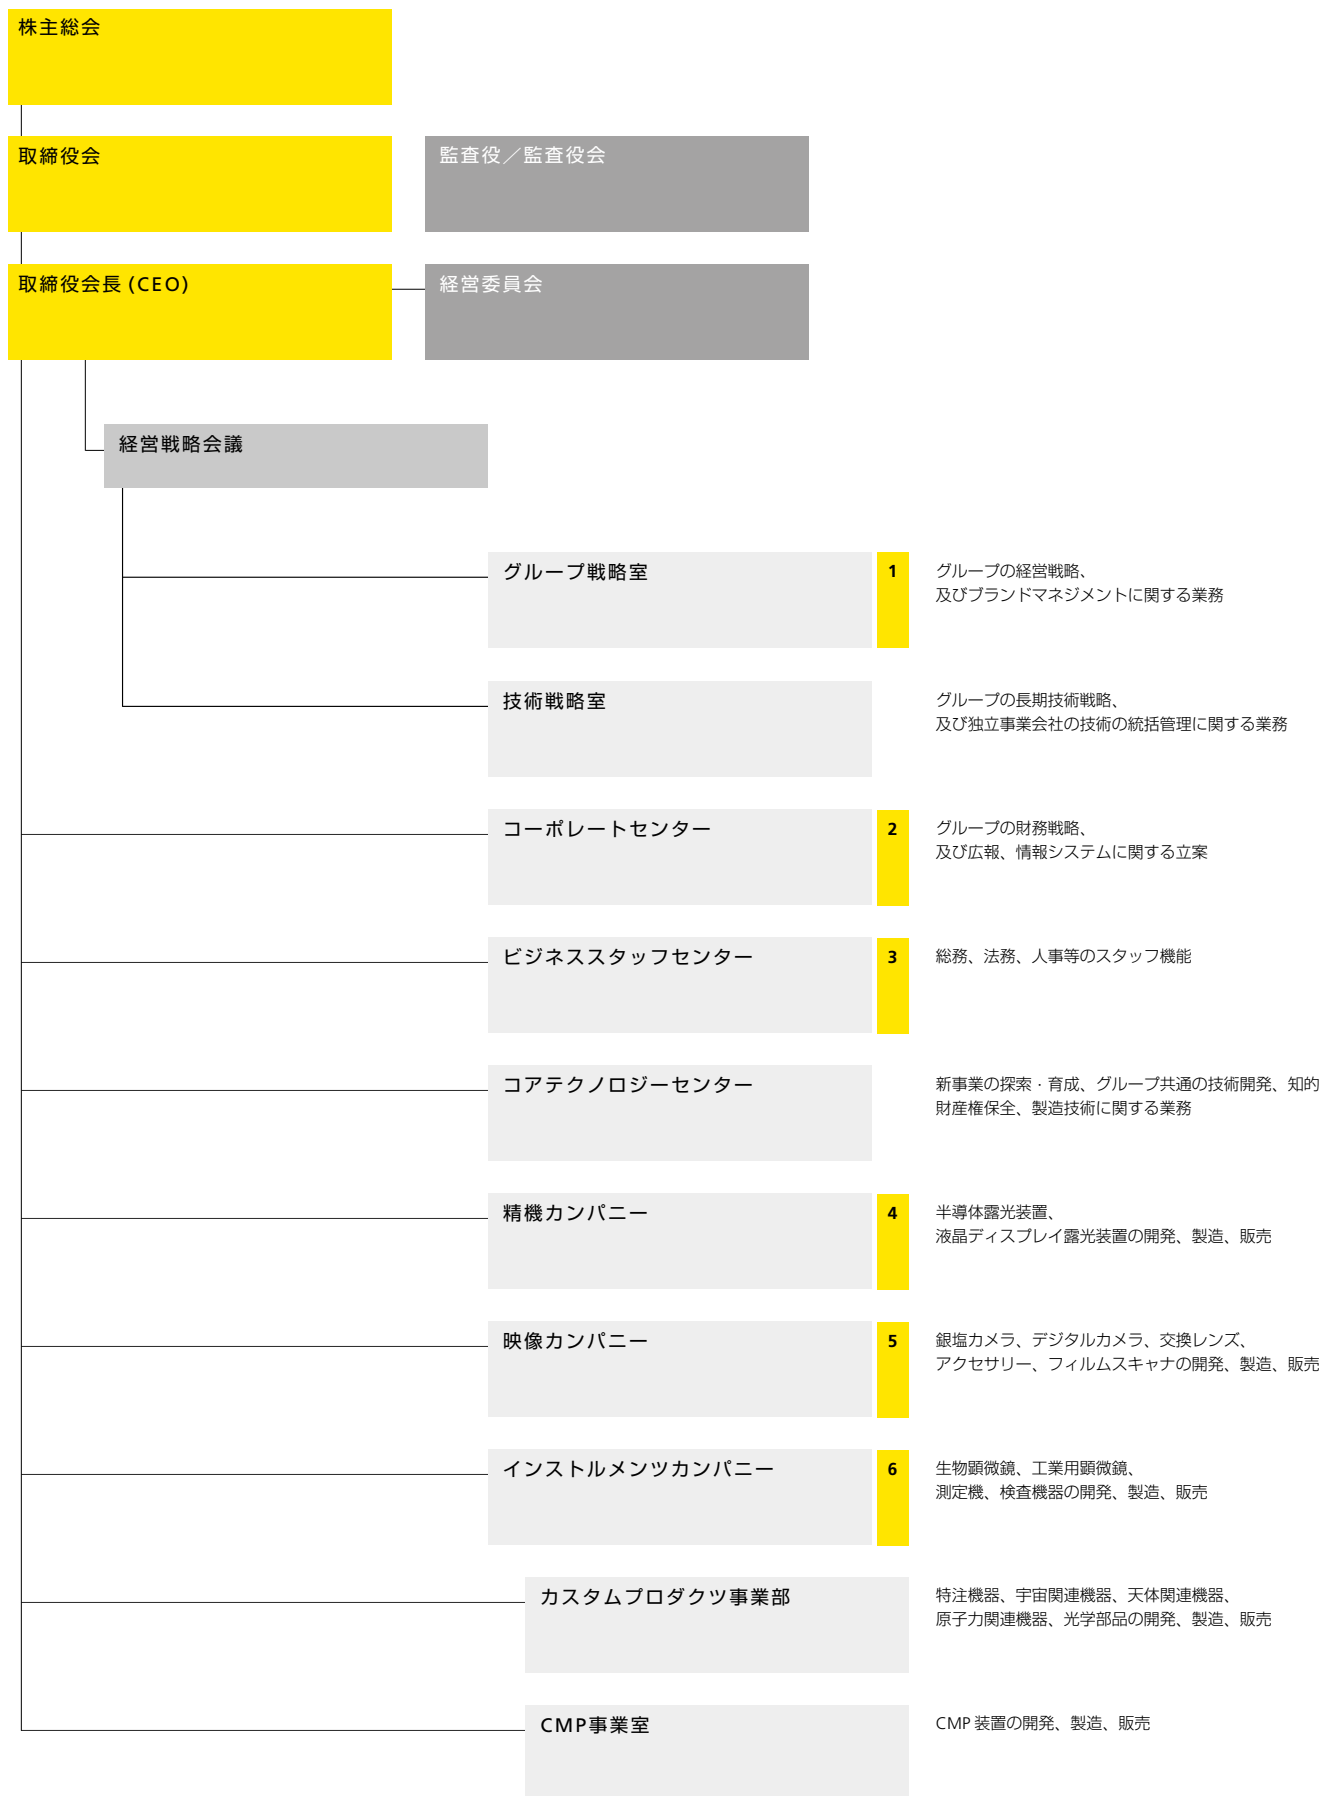 株主総会
取締役会
監査役／監査役会
取締役会長 (CEO)
経営委員会
経営戦略会議
グループ戦略室
1
グループの経営戦略、
及びブランドマネジメントに関する業務
技術戦略室
グループの長期技術戦略、
及び独立事業会社の技術の統括管理に関する業務
コーポレートセンター
2
グループの財務戦略、
及び広報、情報システムに関する立案
ビジネススタッフセンター
3
総務、法務、人事等のスタッフ機能
コアテクノロジーセンター
新事業の探索・育成、グループ共通の技術開発、知的
財産権保全、製造技術に関する業務
精機カンパニー
4
半導体露光装置、
液晶ディスプレイ露光装置の開発、製造、販売
映像カンパニー
5
銀塩カメラ、デジタルカメラ、交換レンズ、
アクセサリー、フィルムスキャナの開発、製造、販売
インストルメンツカンパニー
6
生物顕微鏡、工業用顕微鏡、
測定機、検査機器の開発、製造、販売
カスタムプロダクツ事業部
特注機器、宇宙関連機器、天体関連機器、
原子力関連機器、光学部品の開発、製造、販売
CMP事業室
CMP 装置の開発、製造、販売